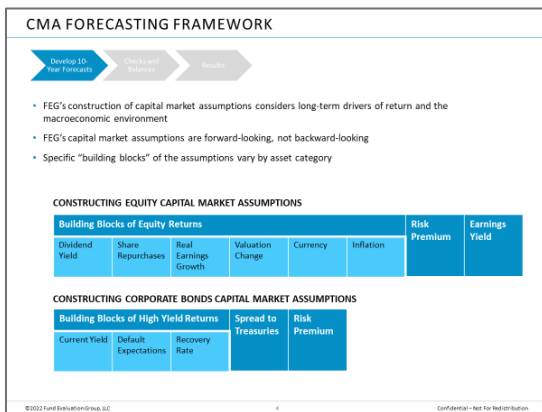 CMA FORECASTING FRAMEWORK
Develop 10-
Year Forecasts
Checks and
Balances
Results
• FEG's construction of capital market assumptions considers long-term drivers of return and the
macroeconomic environment
• FEG's capital market assumptions are forward-looking, not backward-looking
• Specific "building blocks" of the assumptions vary by asset category
CONSTRUCTING EQUITY CAPITAL MARKET ASSUMPTIONS
Building Blocks of Equity Returns
Risk
Premium
Earnings
Yield
Dividend
Yield
Share
Repurchases
Real
Earnings
Growth
Valuation
Change
Currency
Inflation
CONSTRUCTING CORPORATE BONDS CAPITAL MARKET ASSUMPTIONS
Building Blocks of High Yield Returns
Spread to
Treasuries
Risk
Premium
Current Yield
Default
Expectations
Recovery
Rate
©2022 Fund Evaluation Group, LLC
4
Confidential – Not For Redistribution